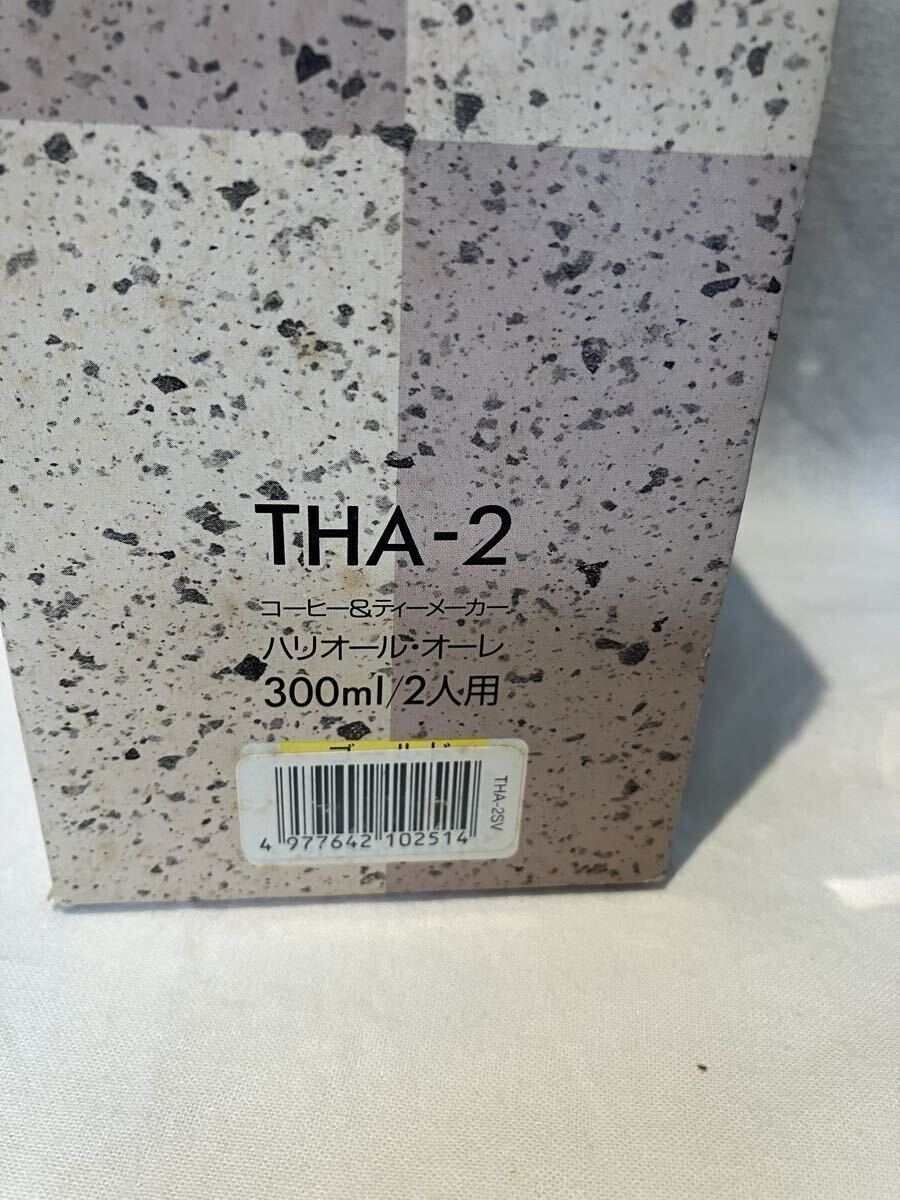 THA-2
コーヒー&ティーメーカー
ハリオール・オーレ
300ml/2人用
THA-2SV
4 977642 102514